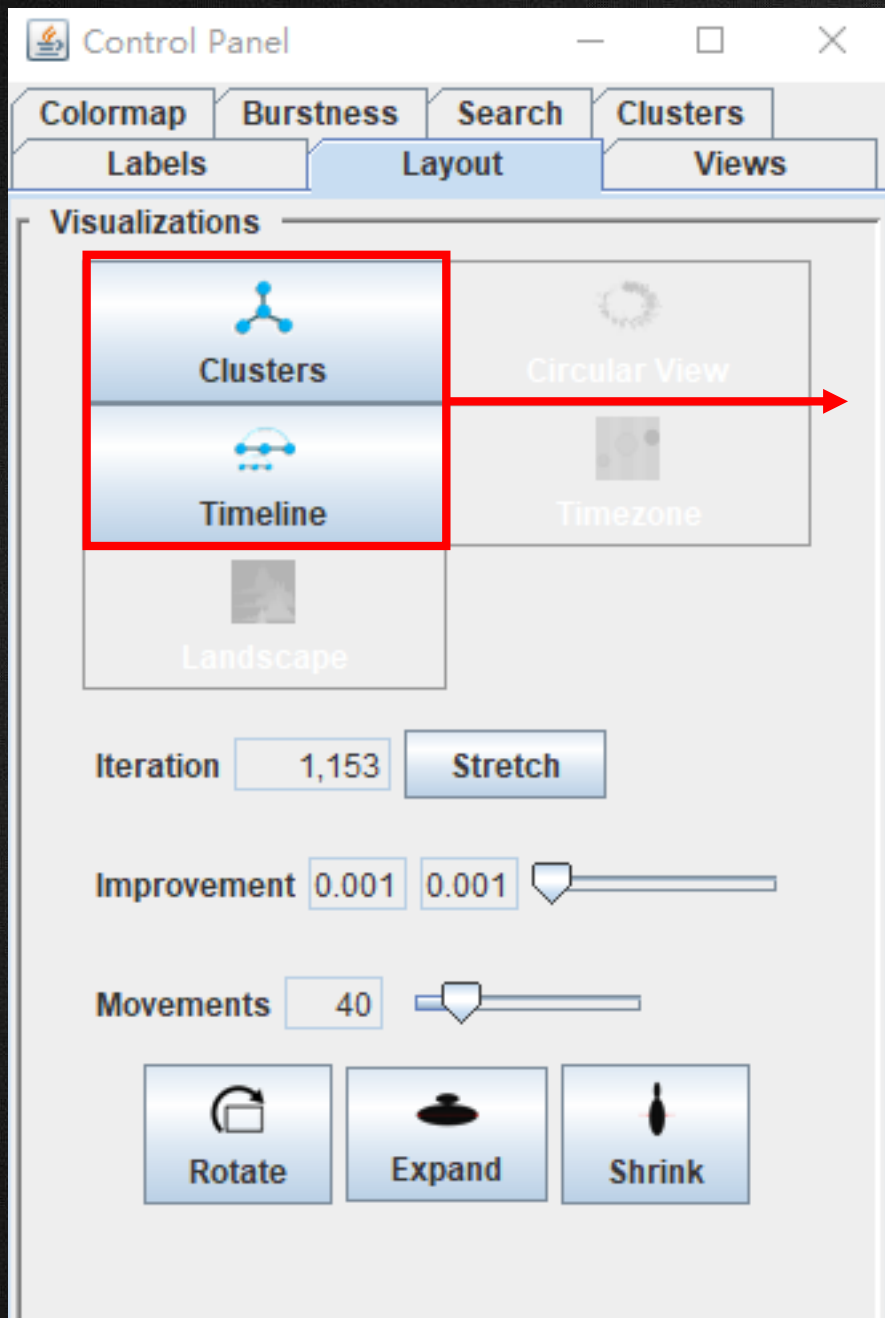 Control Panel
Colormap Burstness Search Clusters
Labels Layout Views
Visualizations
Clusters Circular View
Timeline Timezone
Landscape
Iteration 1,153 Stretch
Improvement 0.001 0.001
Movements 40
Rotate Expand Shrink